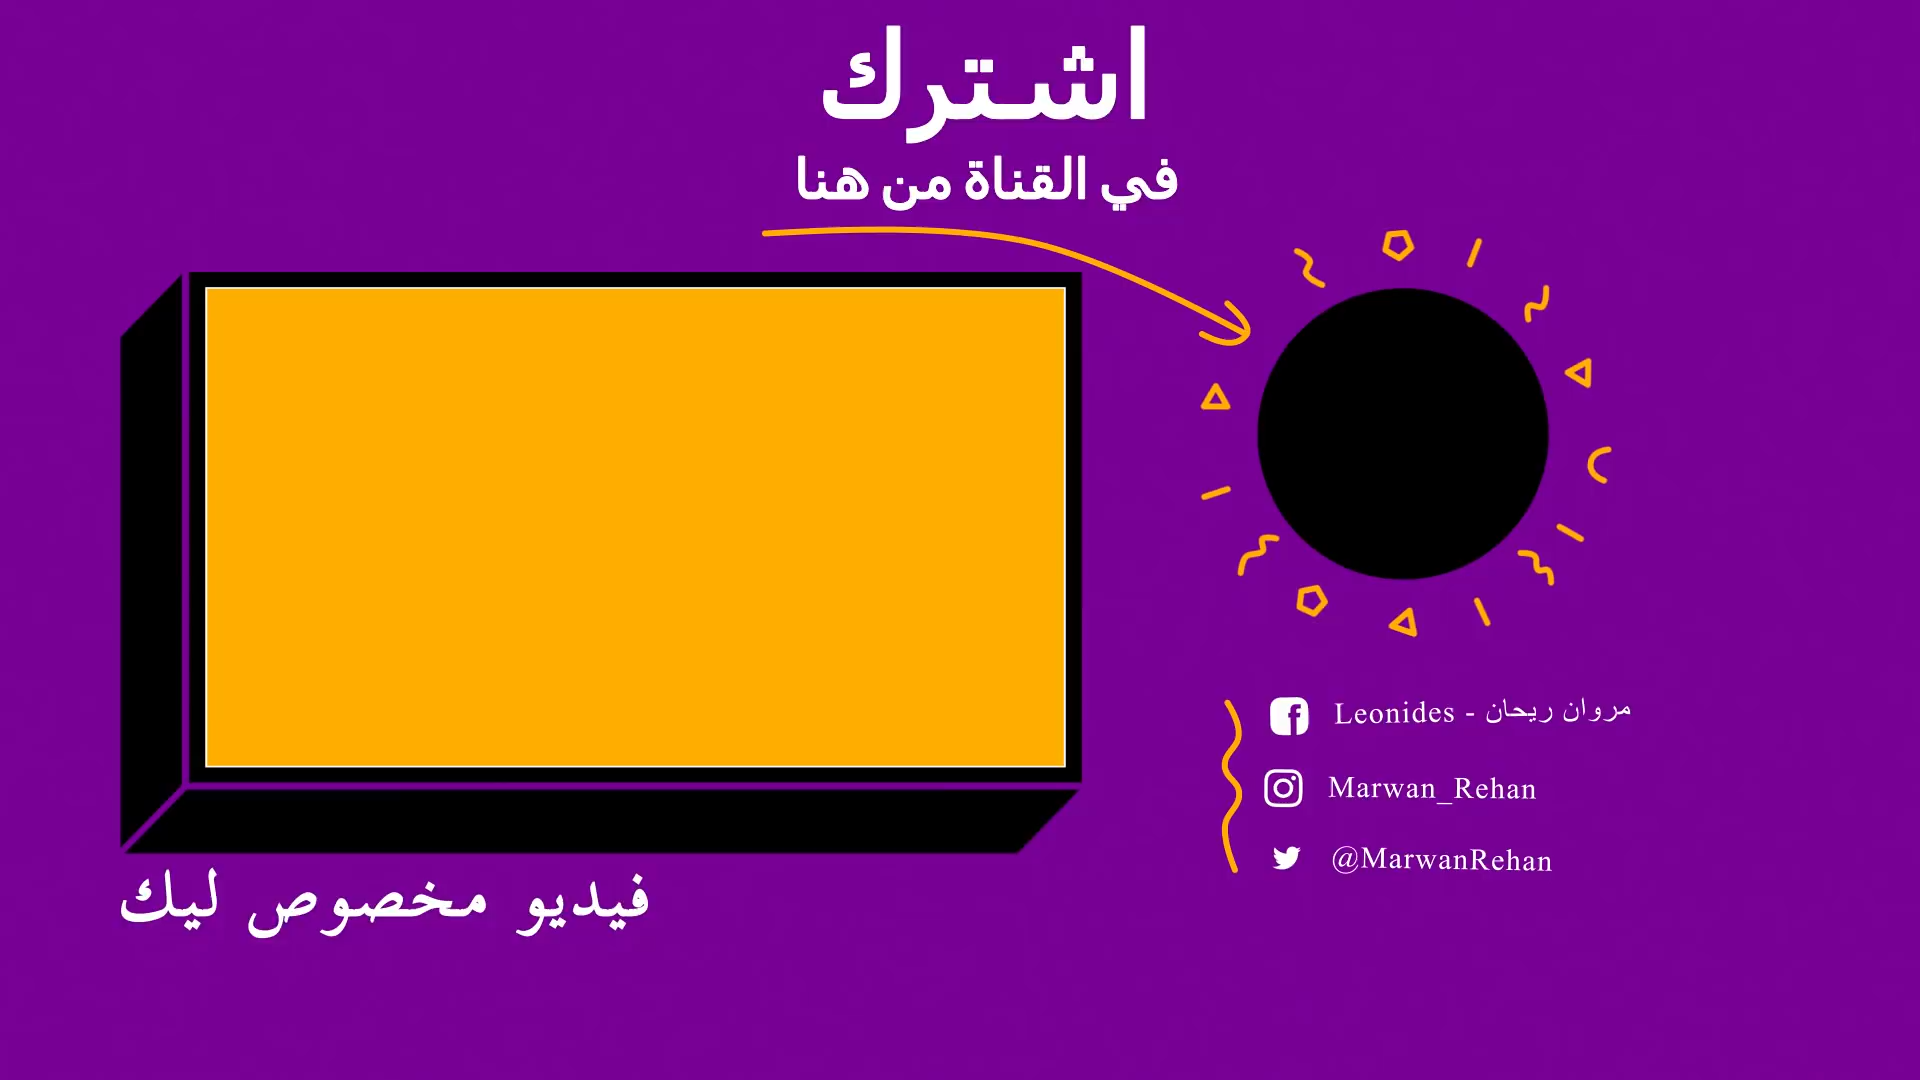 اشترك
في القناة من هنا
Leonides - مروان ريحان
Marwan_Rehan
@MarwanRehan
فيديو مخصوص ليك